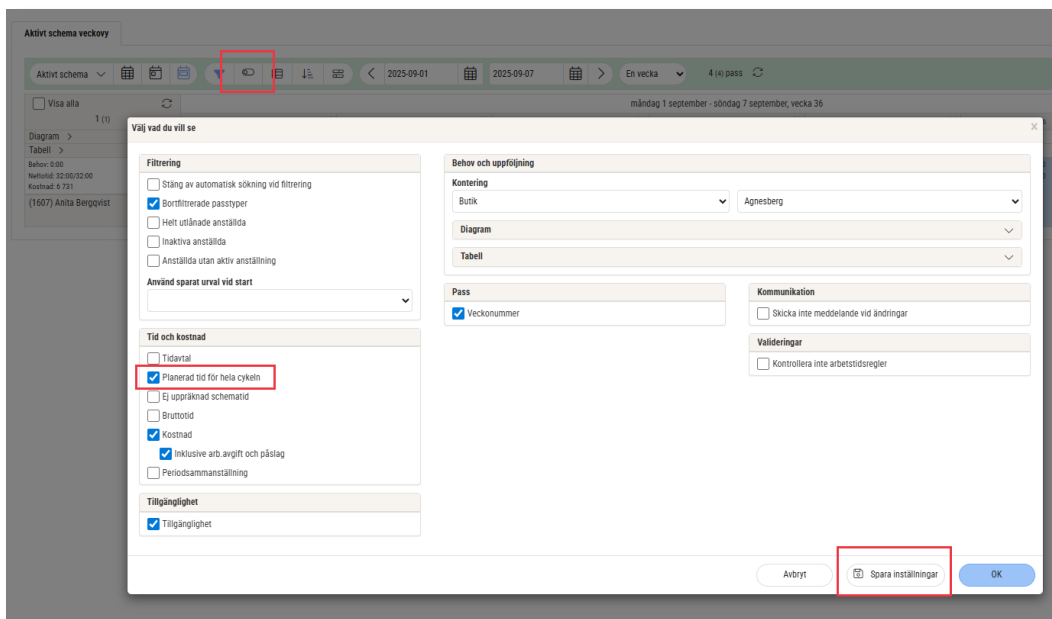 Aktivt schema veckovy
Aktivt schema
2025-09-01
2025-09-07
En vecka
4 (4) pass
Visa alla
måndag 1 september - söndag 7 september, vecka 36
1 (1)
Diagram >
Tabell >
Behov: 0:00
Nettotid: 32:00/32:00
Kostnad: 6 731
(1607) Anita Bergqvist
Välj vad du vill se
X
Filtrering
Stäng av automatisk sökning vid filtrering
Bortfiltrerade passtyper
Helt utlånade anställda
Inaktiva anställda
Anställda utan aktiv anställning
Använd sparat urval vid start
Tid och kostnad
Tidavtal
Planerad tid för hela cykeln
Ej uppräknad schematid
Bruttotid
Kostnad
Inklusive arb.avgift och påslag
Periodsammanställning
Tillgänglighet
Tillgänglighet
Behov och uppföljning
Kontering
Butik
Agnesberg
Diagram
Tabell
Pass
Veckonummer
Kommunikation
Skicka inte meddelande vid ändringar
Valideringar
Kontrollera inte arbetstidsregler
Avbryt
Spara inställningar
OK